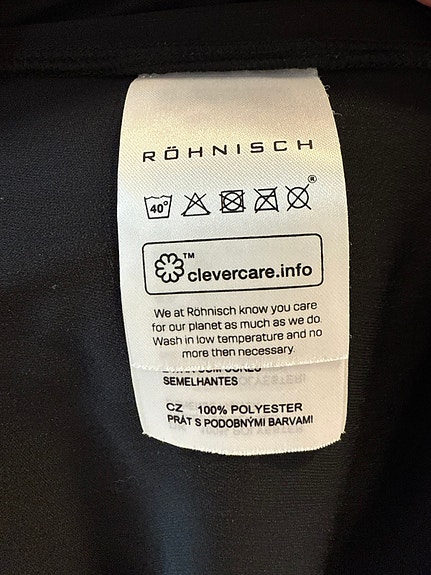 RÖHNISCH
40°
®
TM
clevercare.info
We at Röhnisch know you care
for our planet as much as we do.
Wash in low temperature and no
more then necessary.
SEMELHANTES
CZ 100% POLYESTER
PRÁT S PODOBNÝMI BARVAMI